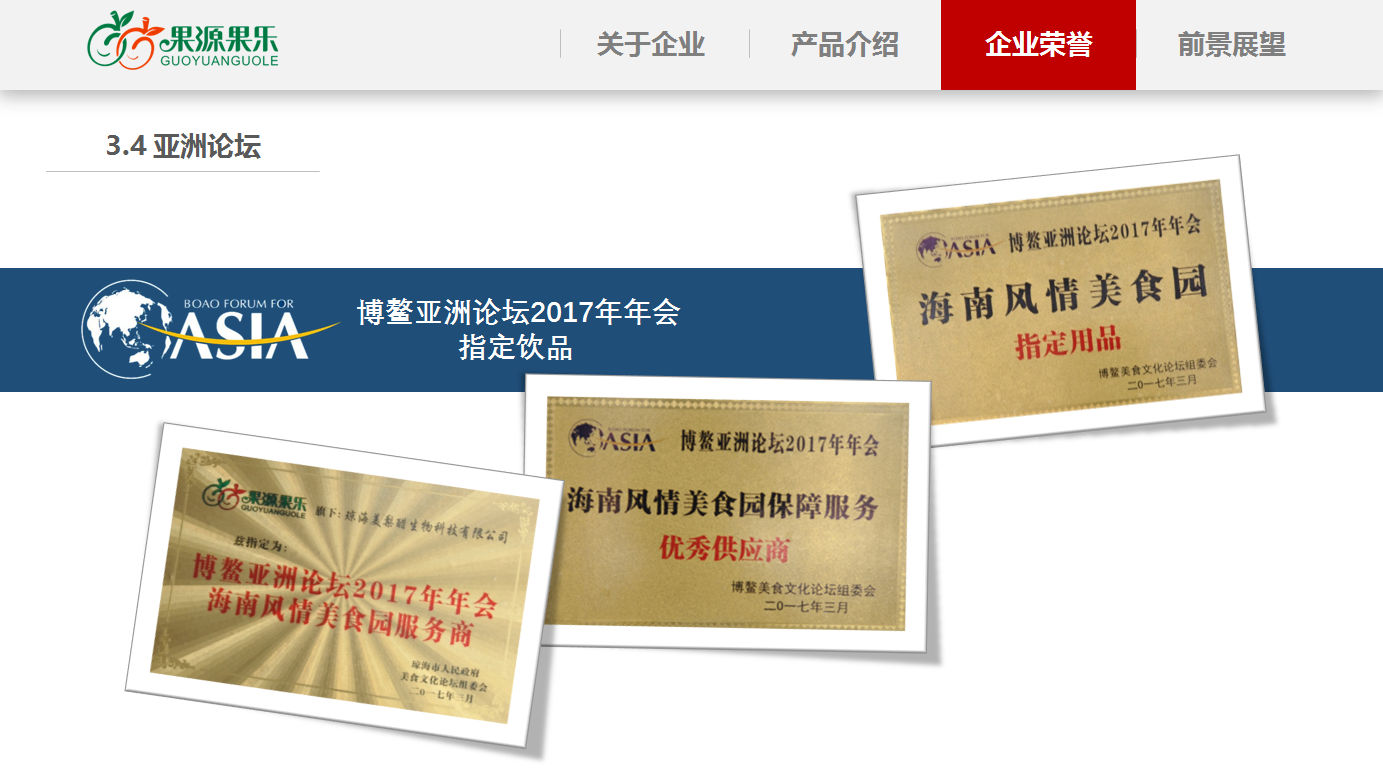 果源果乐
GUOYUANGUOLE
关于企业
产品介绍
企业荣誉
前景展望
3.4 亚洲论坛
BOAO FORUM FOR
ASIA
博鳌亚洲论坛2017年年会
指定饮品
BOAO FORUM FOR
ASIA 博鳌亚洲论坛2017年年会
海南风情美食园
指定用品
博鳌美食文化论坛组委会
二〇一七年三月
BOAO FORUM FOR
ASIA 博鳌亚洲论坛2017年年会
海南风情美食园保障服务
优秀供应商
博鳌美食文化论坛组委会
二〇一七年三月
果源果乐
GUOYUANGUOLE
旗下: 琼海美梨醋生物科技有限公司
兹指定为:
博鳌亚洲论坛2017年年会
海南风情美食园服务商
琼海市人民政府
美食文化论坛组委会
二〇一七年三月